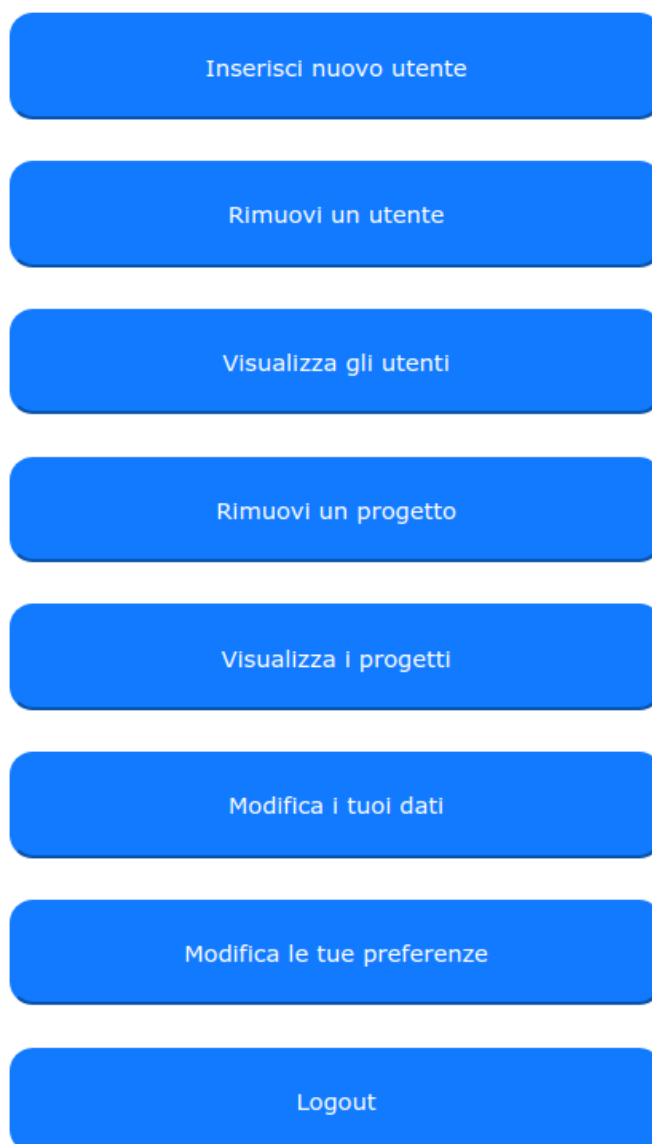 Inserisci nuovo utente
Rimuovi un utente
Visualizza gli utenti
Rimuovi un progetto
Visualizza i progetti
Modifica i tuoi dati
Modifica le tue preferenze
Logout